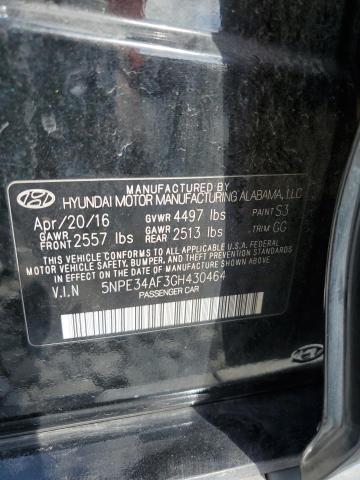 MANUFACTURED BY
HYUNDAI MOTOR MANUFACTURING ALABAMA, LLC
Apr/20/16 GVWR 4497 lbs PAINT S3
GAWR FRONT 2557 lbs GAWR REAR 2513 lbs TRIM GG
THIS VEHICLE CONFORMS TO ALL APPLICABLE U.S.A. FEDERAL
MOTOR VEHICLE SAFETY, BUMPER, AND THEFT PREVENTION STANDARDS
IN EFFECT ON THE DATE OF MANUFACTURE SHOWN ABOVE.
V.I.N 5NPE34AF3GH430464
PASSENGER CAR